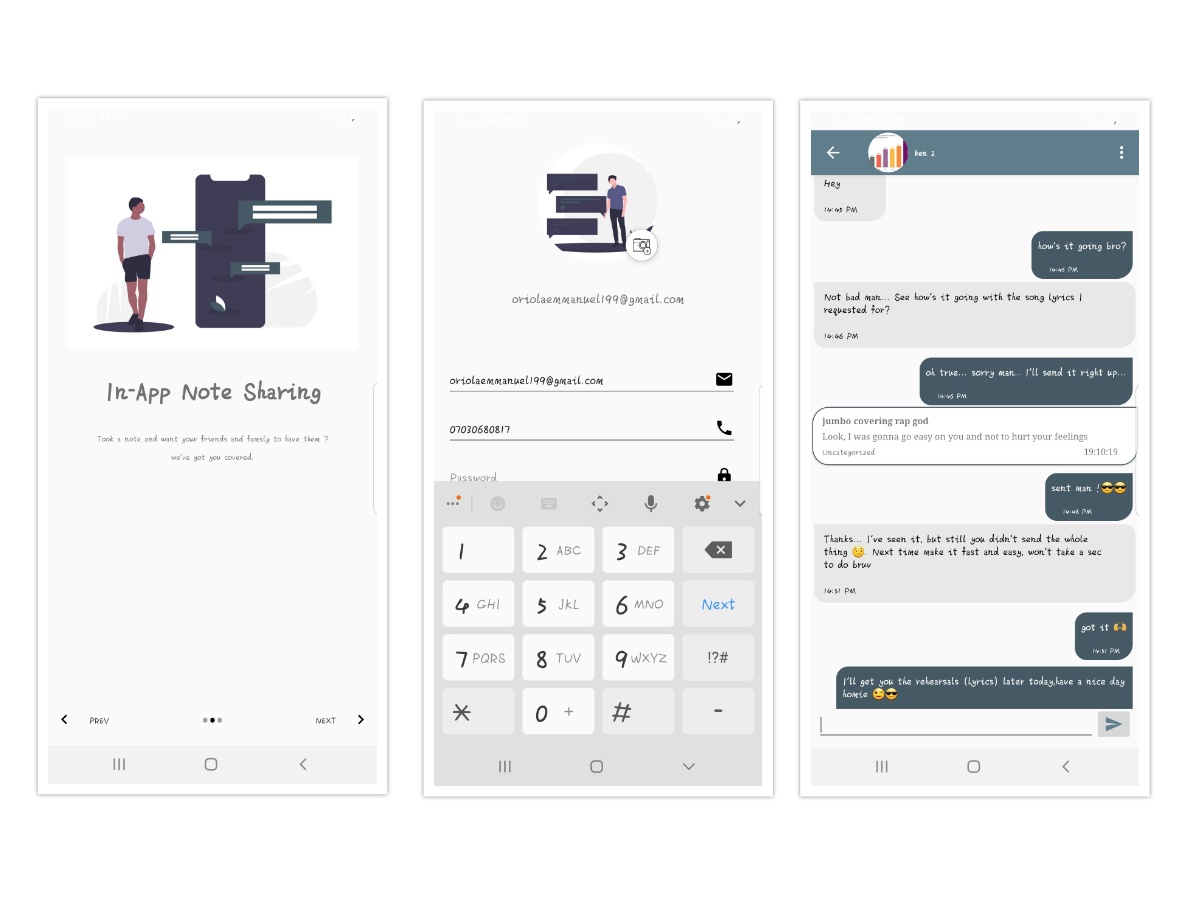 In-App Note Sharing
Took a note and want your friends and family to have them ?
we've got you covered.
PREV
NEXT
oriolaemmanuel199@gmail.com
oriolaemmanuel199@gmail.com
07030680817
Password
1
2 ABC
3 DEF
4 GHI
5 JKL
6 MNO
Next
7 PQRS
8 TUV
9 WXYZ
!?#
*
0 +
#
-
ken 2
Hey
14:45 PM
how's it going bro?
14:45 PM
Not bad man... See how's it going with the song lyrics I
requested for?
14:46 PM
oh true... sorry man.. I'll send it right up...
14:46 PM
jumbo covering rap god
Look, I was gonna go easy on you and not to hurt your feelings
Uncategorized
19:10:19
sent man !😎😎
14:48 PM
Thanks... I've seen it, but still you didn't send the whole
thing 😏. Next time make it fast and easy, won't take a sec
to do bruv
14:51 PM
got it 🙌
14:51 PM
I'll get you the rehearsals (lyrics) later today,have a nice day
homie 😉😎